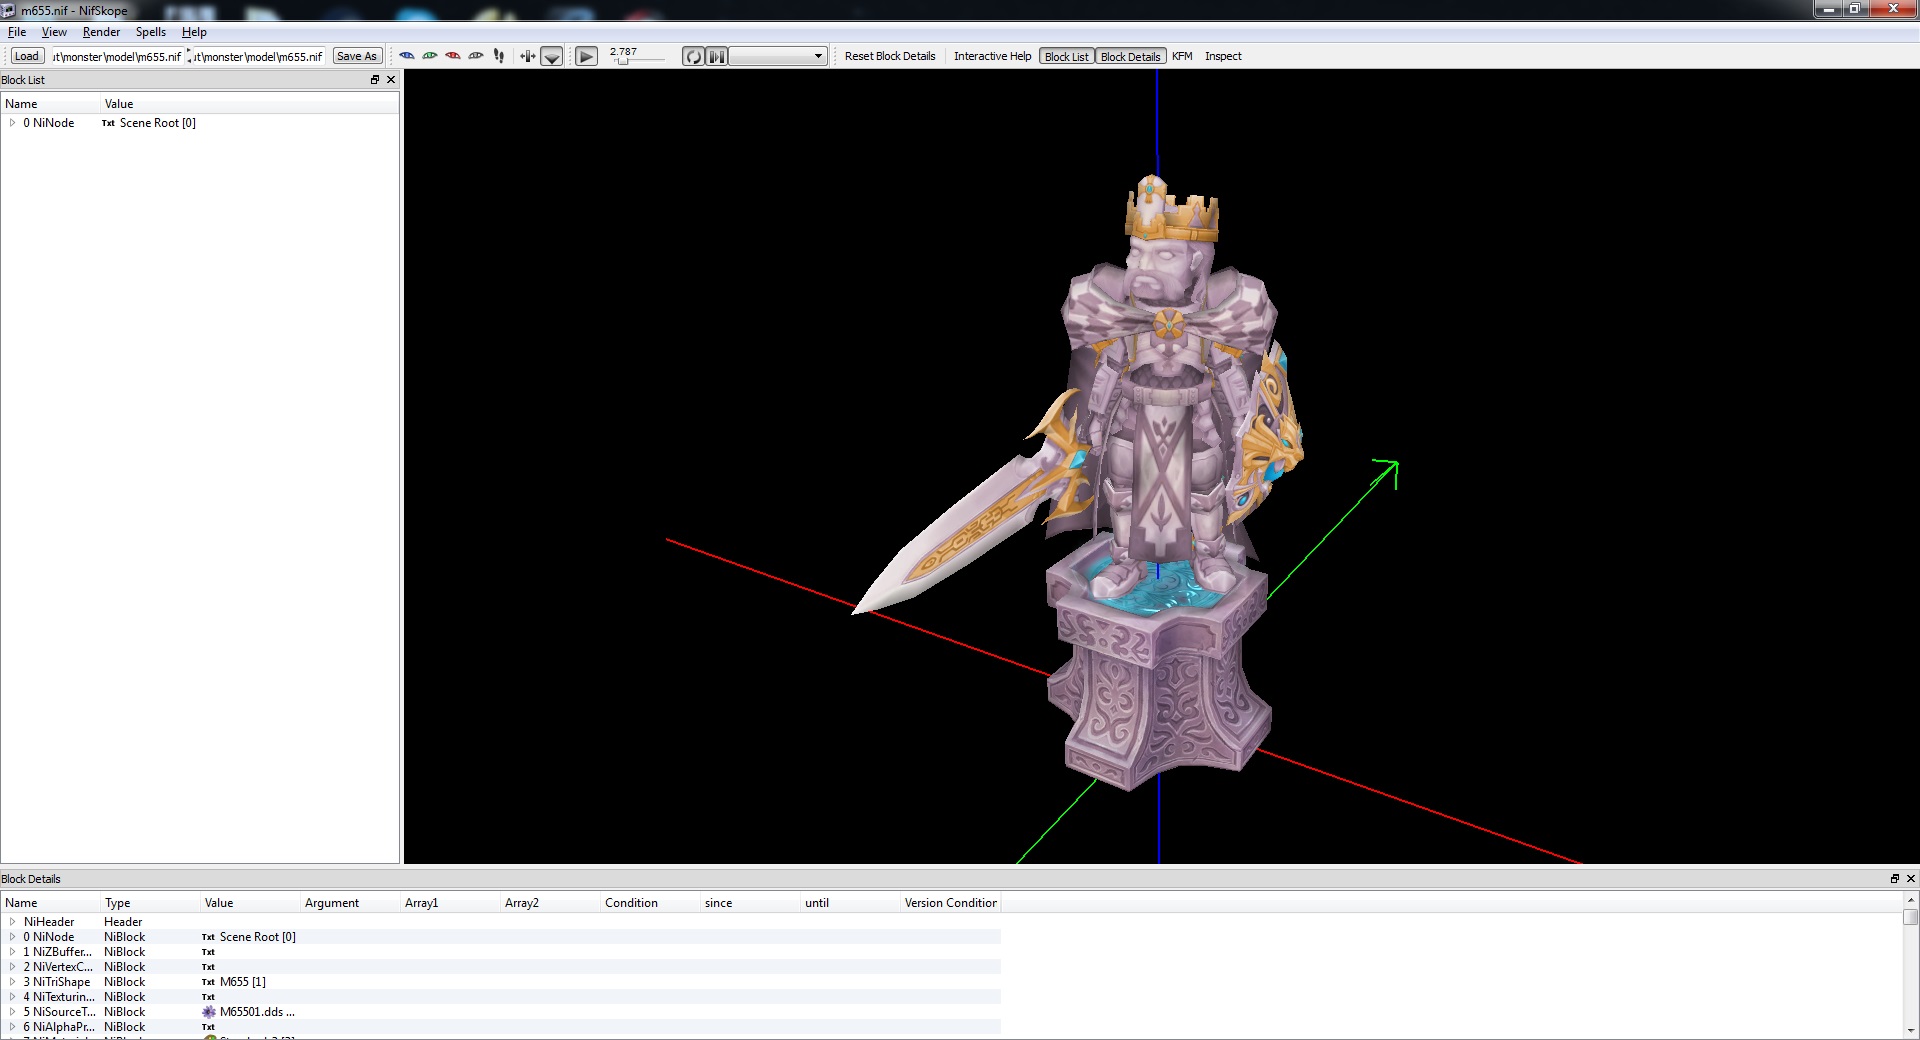 m655.nif - NifSkope
File View Render Spells Help
Load ut\monster\model\m655.nif ut\monster\model\m655.nif Save As 2.787 Reset Block Details Interactive Help Block List Block Details KFM Inspect
Block List
Name Value
0 NiNode Txt Scene Root [0]
Block Details
Name Type Value Argument Array1 Array2 Condition since until Version Condition
NiHeader Header
0 NiNode NiBlock Txt Scene Root [0]
1 NiZBuffer... NiBlock Txt
2 NiVertexC... NiBlock Txt
3 NiTriShape NiBlock Txt M655 [1]
4 NiTexturin... NiBlock Txt
5 NiSourceT... NiBlock M65501.dds ...
6 NiAlphaPr... NiBlock Txt